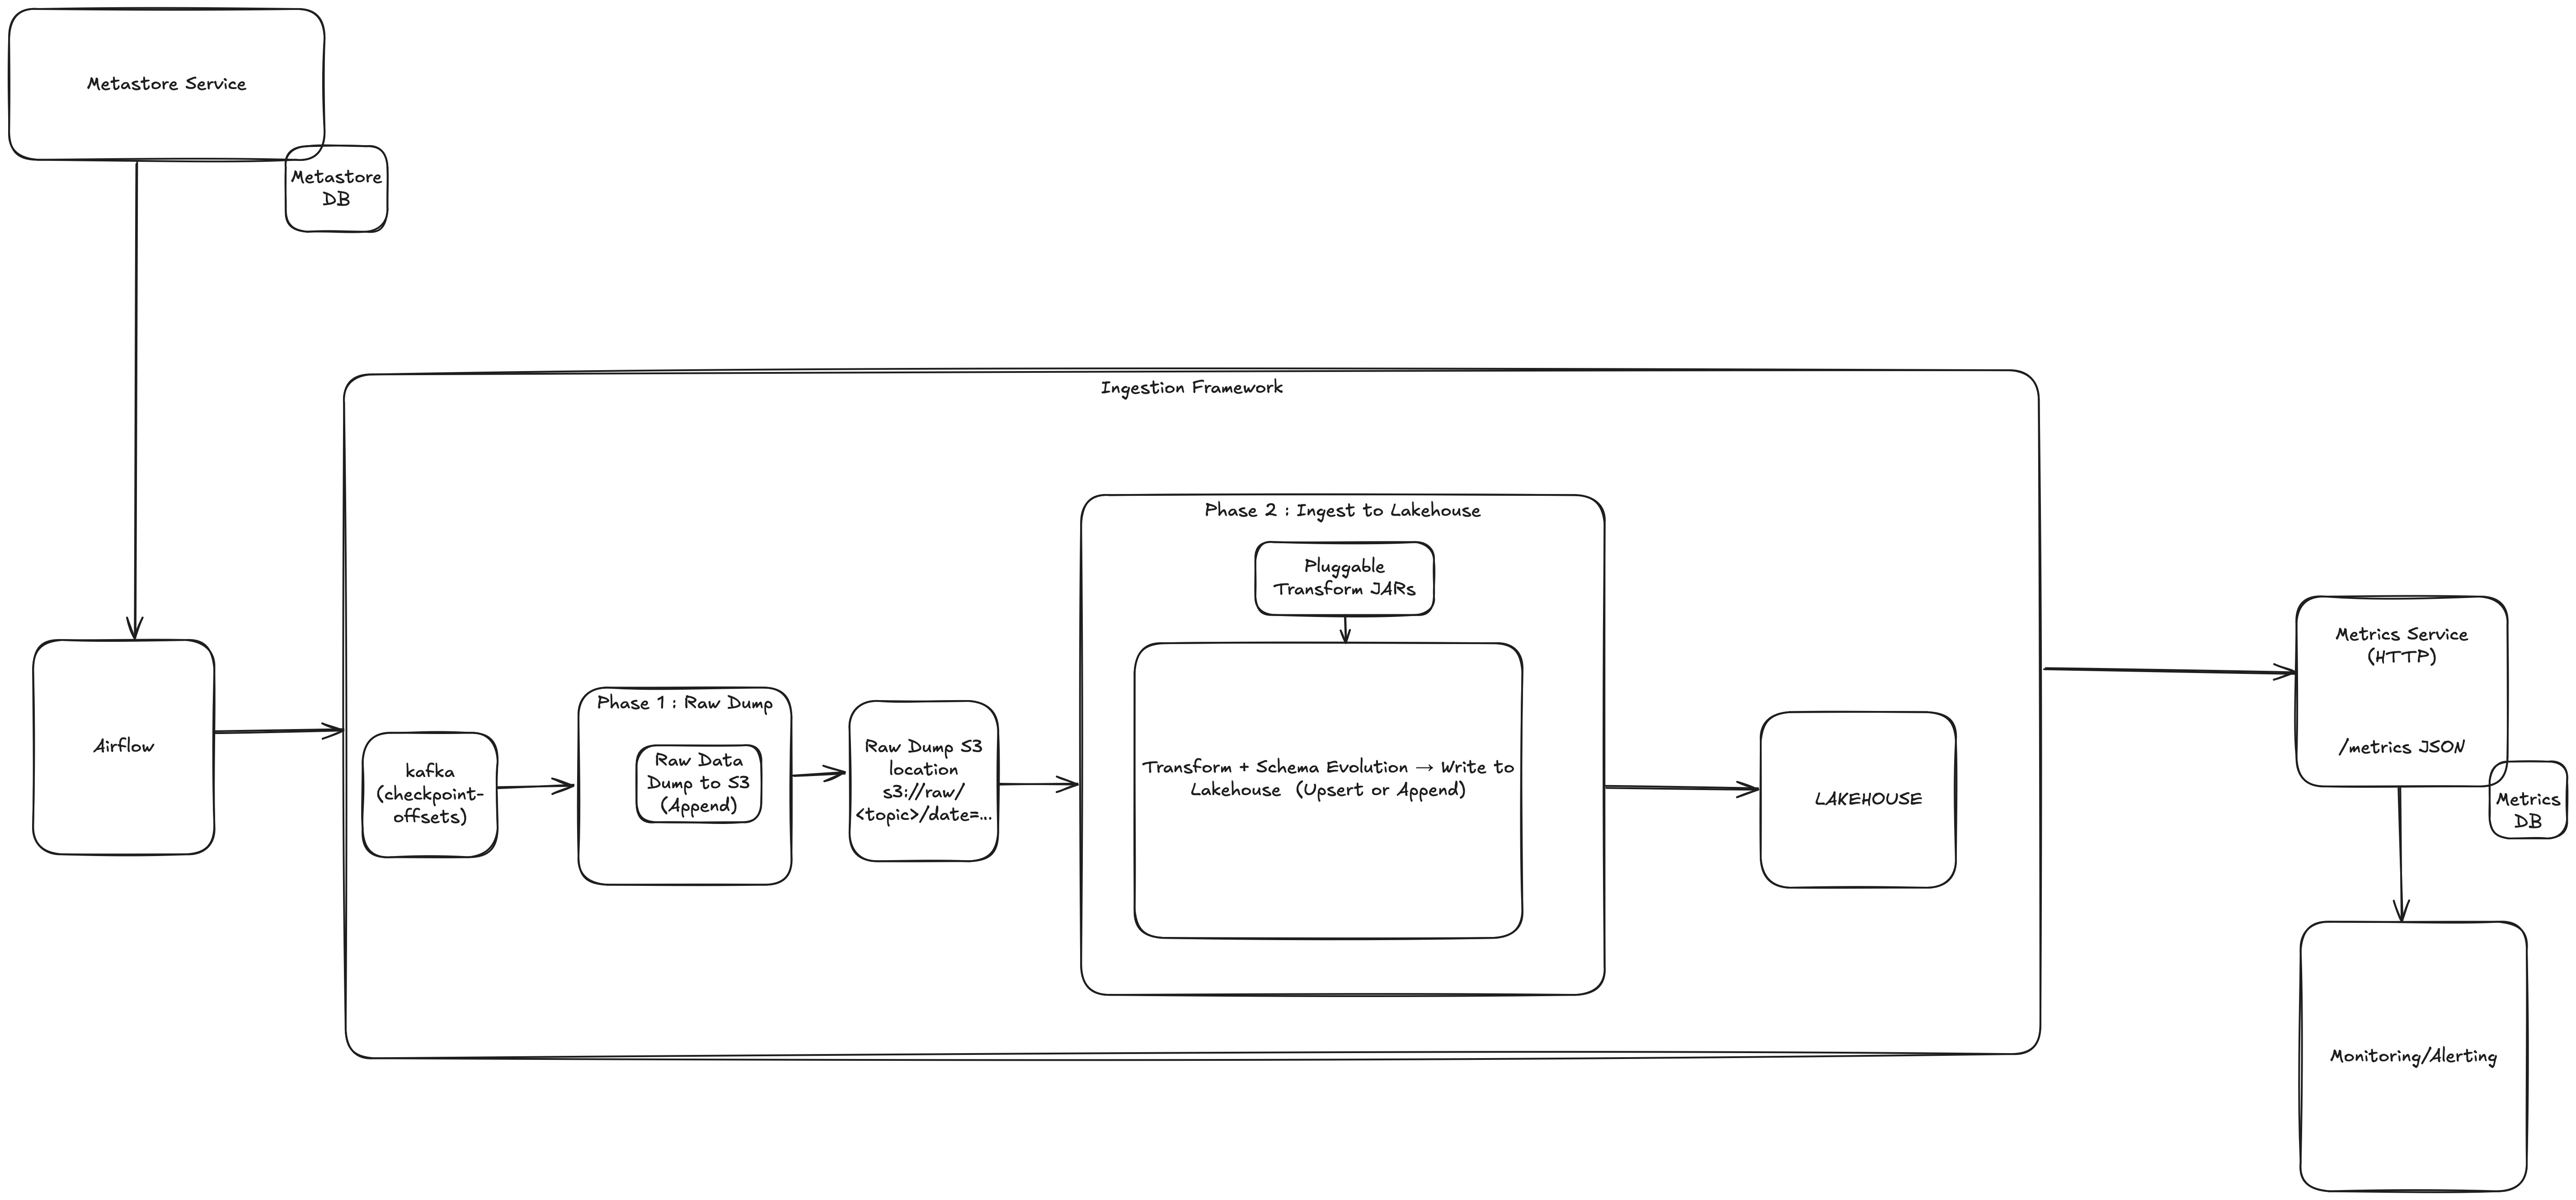 Metastore Service
Metastore
DB
Ingestion Framework
Phase 2 : Ingest to Lakehouse
Pluggable
Transform JARs
Metrics Service
(HTTP)
/metrics JSON
Metrics
DB
Airflow
kafka
(checkpoint-
offsets)
Phase 1 : Raw Dump
Raw Data
Dump to S3
(Append)
Raw Dump S3
location
s3://raw/
<topic>/date=...
Transform + Schema Evolution → Write to
Lakehouse (Upsert or Append)
LAKEHOUSE
Monitoring/Alerting